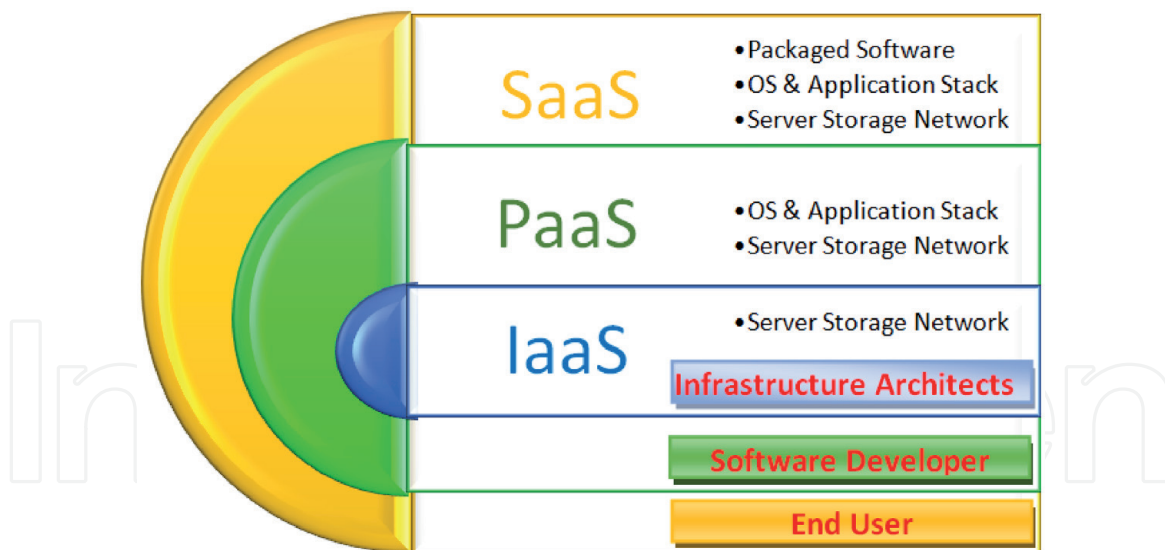 SaaS
•Packaged Software
•OS & Application Stack
•Server Storage Network
PaaS
•OS & Application Stack
•Server Storage Network
IaaS
•Server Storage Network
Infrastructure Architects
Software Developer
End User